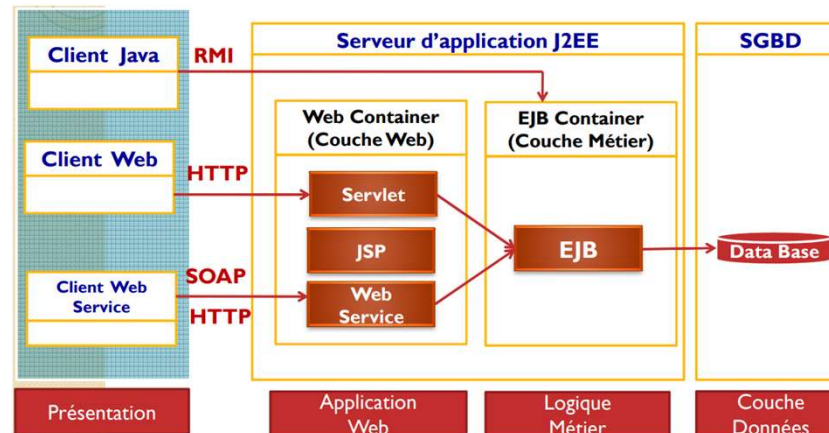 Client Java
RMI
Client Web
HTTP
Client Web
Service
SOAP
HTTP
Présentation
Serveur d'application J2EE
Web Container
(Couche Web)
Servlet
JSP
Web
Service
Application
Web
EJB Container
(Couche Métier)
EJB
Logique
Métier
SGBD
Data Base
Couche
Données